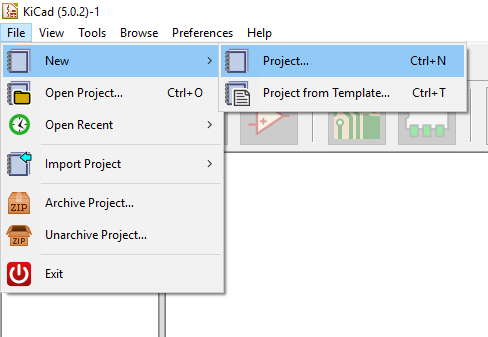 KiCad (5.0.2)-1
File View Tools Browse Preferences Help
New Project... Ctrl+N
Open Project... Ctrl+O Project from Template... Ctrl+T
Open Recent
Import Project
ZIP Archive Project...
ZIP Unarchive Project...
Exit